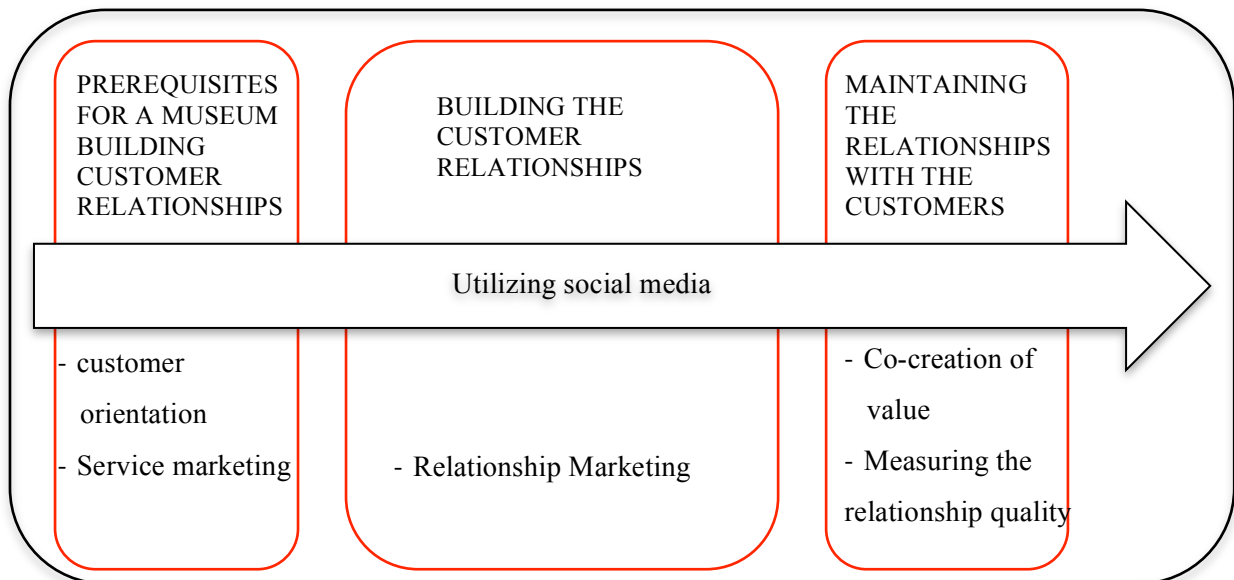 PREREQUISITES
FOR A MUSEUM
BUILDING
CUSTOMER
RELATIONSHIPS
BUILDING THE
CUSTOMER
RELATIONSHIPS
MAINTAINING
THE
RELATIONSHIPS
WITH THE
CUSTOMERS
Utilizing social media
- customer
orientation
- Service marketing
- Relationship Marketing
- Co-creation of
value
- Measuring the
relationship quality